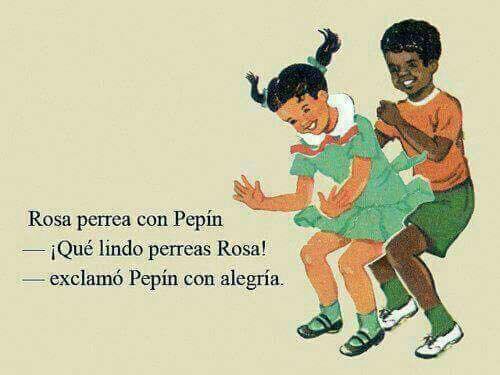 Rosa perrea con Pepín
— ¡Qué lindo perreas Rosa!
— exclamó Pepín con alegría.